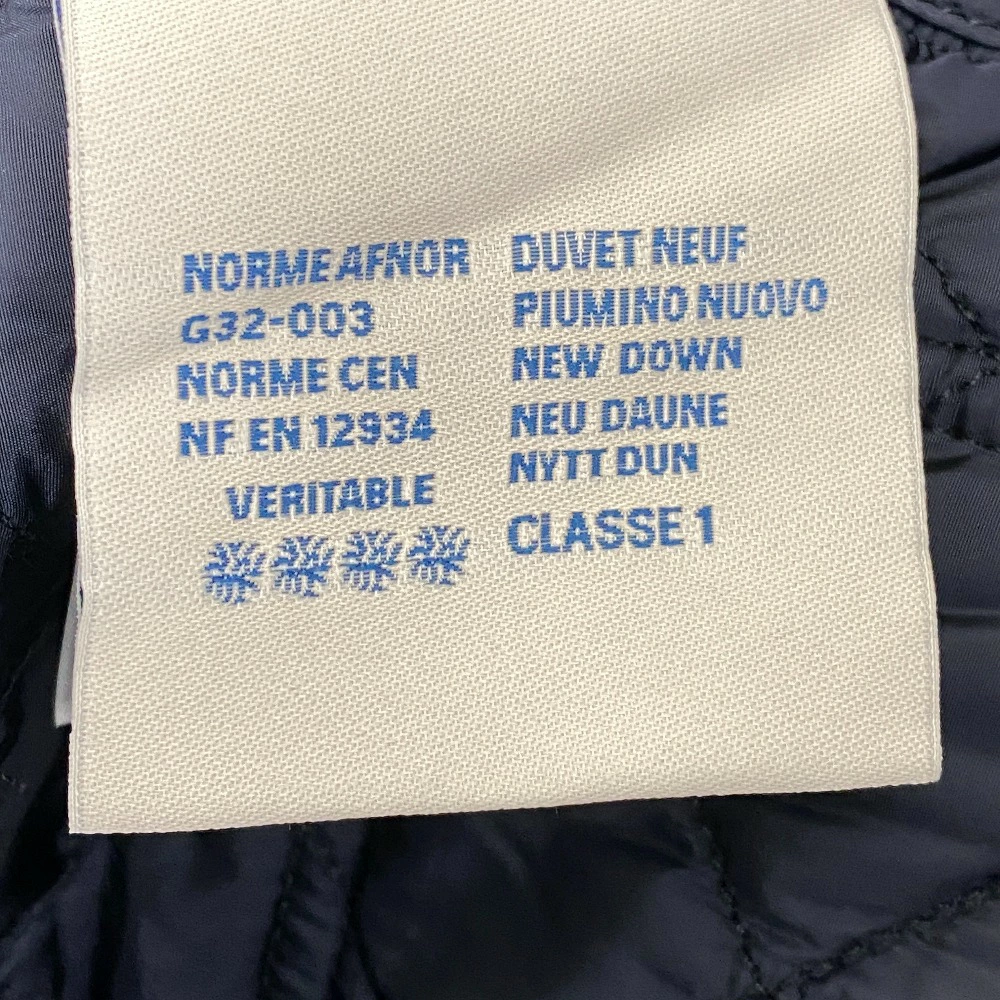 NORME AFNOR
G32-003
NORME CEN
NF EN 12934
VERITABLE
DUVET NEUF
PIUMINO NUOVO
NEW DOWN
NEU DAUNE
NYTT DUN
CLASSE 1